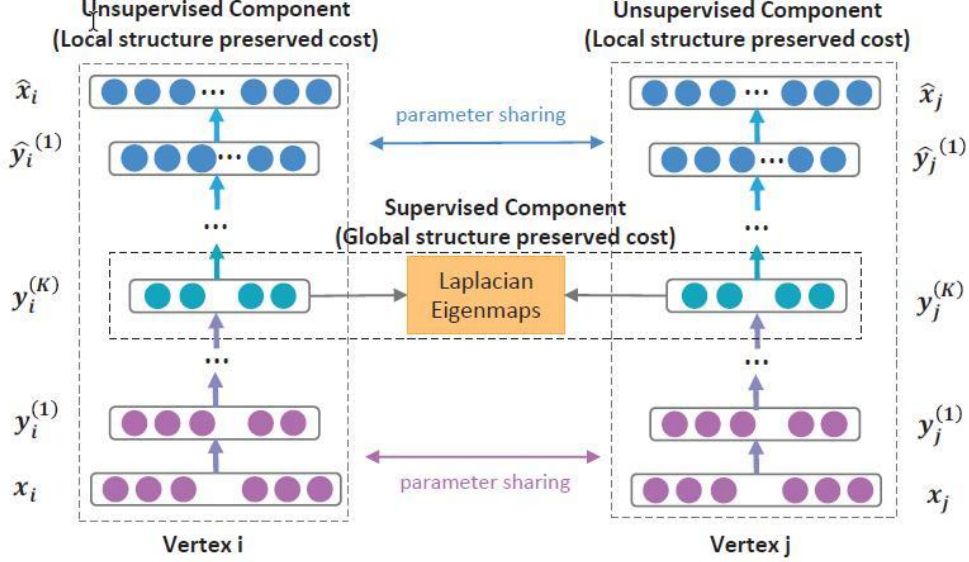 Unsupervised Component
(Local structure preserved cost)
Unsupervised Component
(Local structure preserved cost)
x̂ᵢ
...
...
x̂ⱼ
parameter sharing
ŷᵢ⁽¹⁾
...
...
ŷⱼ⁽¹⁾
...
...
Supervised Component
(Global structure preserved cost)
yᵢ⁽ᴷ⁾
Laplacian
Eigenmaps
yⱼ⁽ᴷ⁾
...
...
yᵢ⁽¹⁾
yⱼ⁽¹⁾
parameter sharing
xᵢ
xⱼ
Vertex i
Vertex j